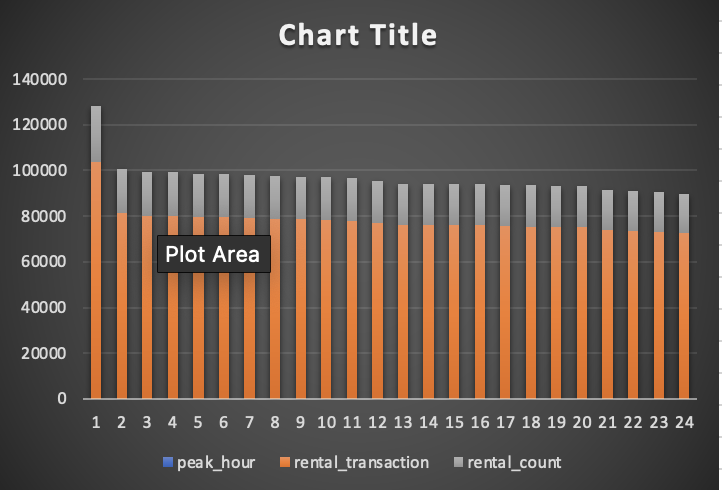 Chart Title
140000
120000
100000
80000
60000
40000
20000
0
Plot Area
1 2 3 4 5 6 7 8 9 10 11 12 13 14 15 16 17 18 19 20 21 22 23 24
peak_hour rental_transaction rental_count